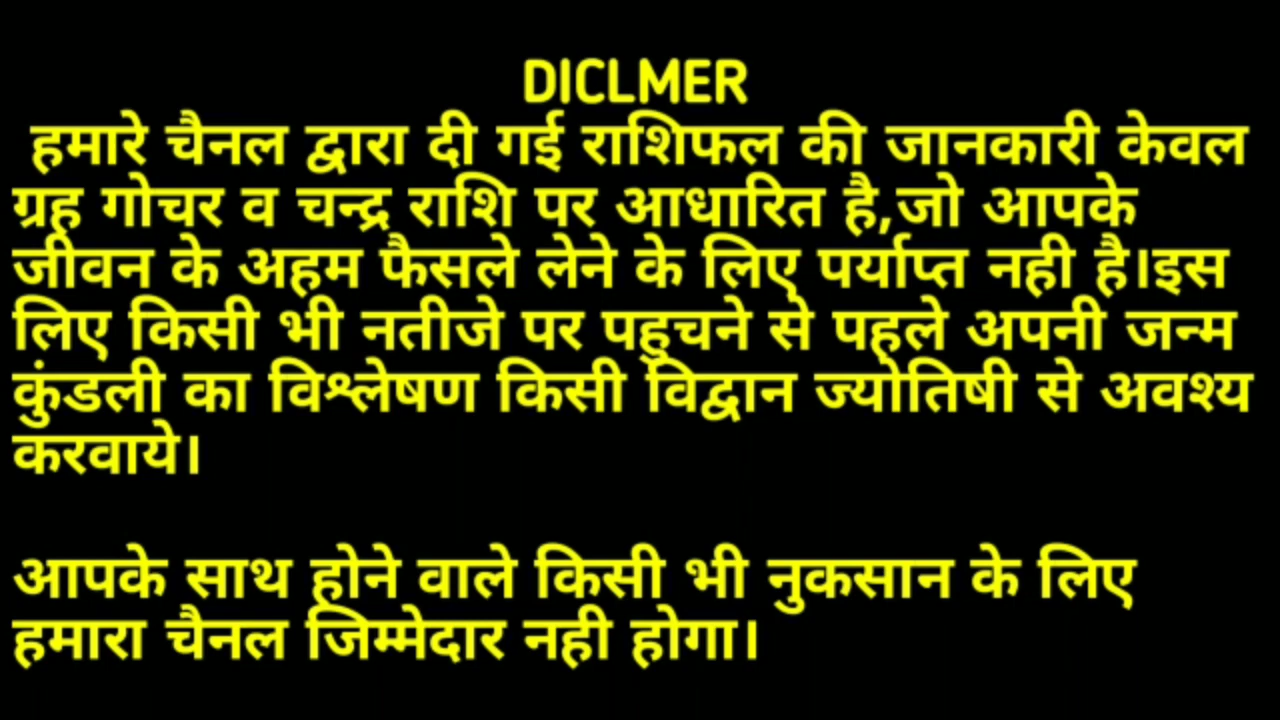 DICLMER
हमारे चैनल द्वारा दी गई राशिफल की जानकारी केवल
ग्रह गोचर व चन्द्र राशि पर आधारित है,जो आपके
जीवन के अहम फैसले लेने के लिए पर्याप्त नही है।इस
लिए किसी भी नतीजे पर पहुचने से पहले अपनी जन्म
कुंडली का विश्लेषण किसी विद्वान ज्योतिषी से अवश्य
करवाये।
आपके साथ होने वाले किसी भी नुकसान के लिए
हमारा चैनल जिम्मेदार नही होगा।